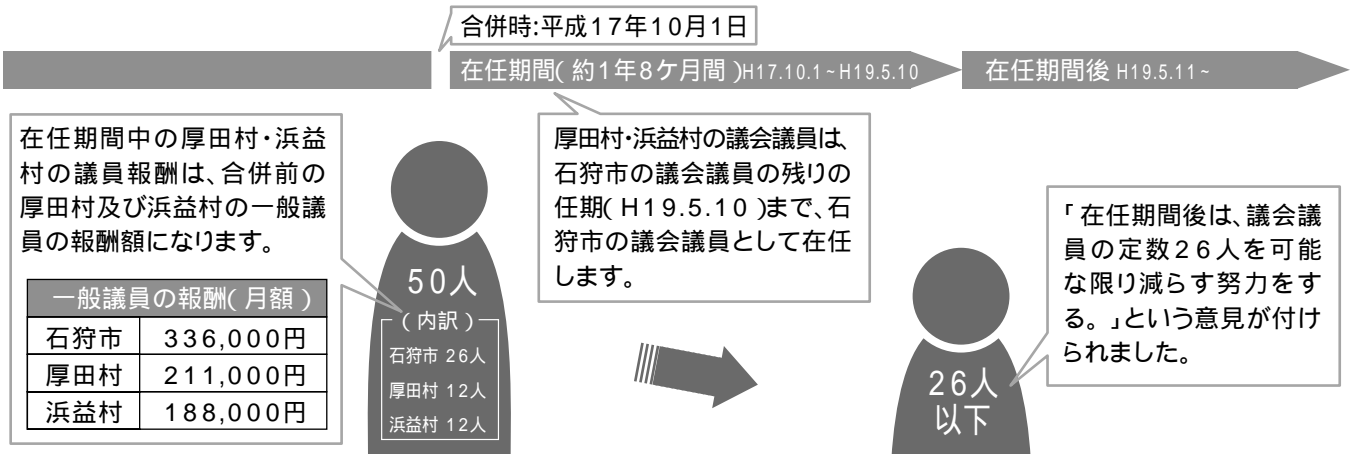 合併時:平成17年10月1日
在任期間(約1年8ケ月間)H17.10.1~H19.5.10
在任期間後 H19.5.11~
在任期間中の厚田村・浜益
村の議員報酬は、合併前の
厚田村及び浜益村の一般議
員の報酬額になります。
一般議員の報酬(月額)
石狩市 336,000円
厚田村 211,000円
浜益村 188,000円
50人
(内訳)
石狩市 26人
厚田村 12人
浜益村 12人
厚田村・浜益村の議会議員は、
石狩市の議会議員の残りの
任期(H19.5.10)まで、石
狩市の議会議員として在任
します。
「在任期間後は、議会議
員の定数26人を可能
な限り減らす努力をす
る。」という意見が付け
られました。
26人
以下